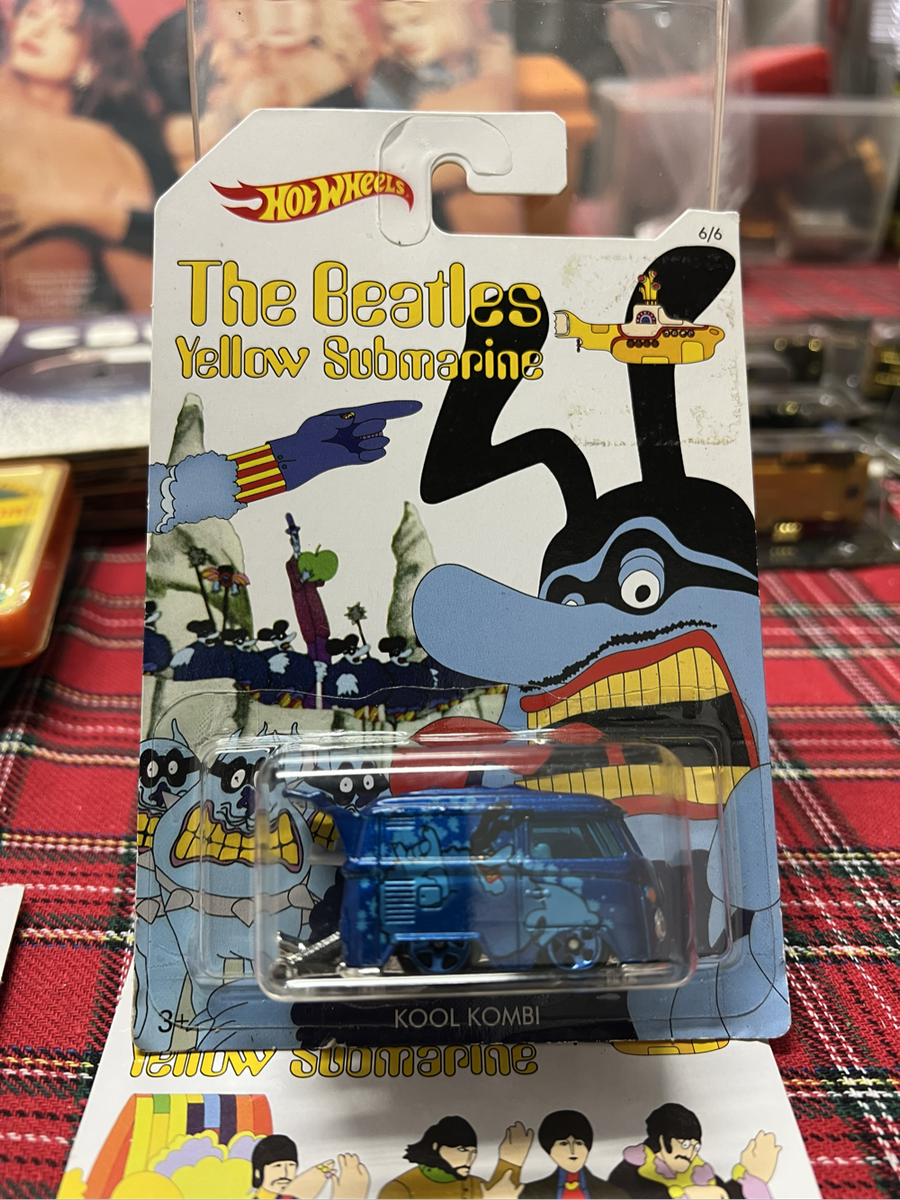 HOT WHEELS
6/6
The Beatles
Yellow Submarine
3+
KOOL KOMBI
Yellow Submarine